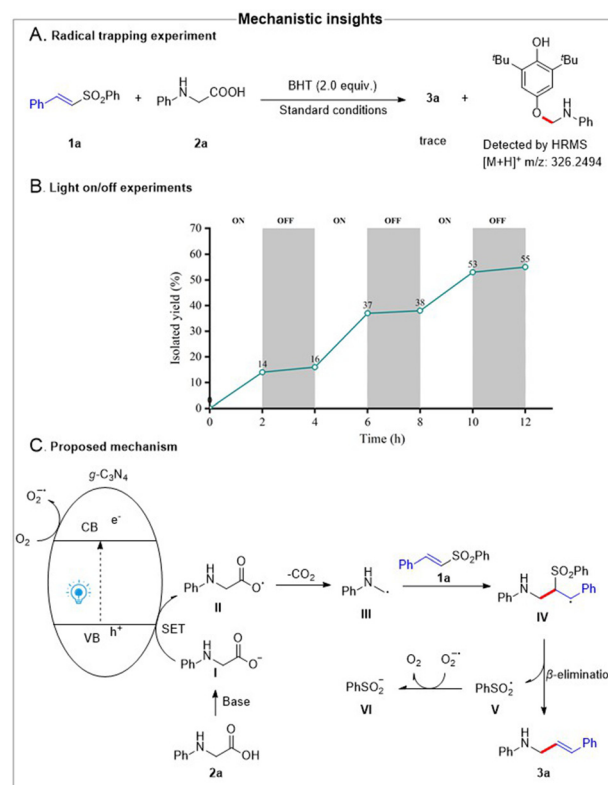 Mechanistic insights
A. Radical trapping experiment
Ph SO2Ph + Ph H N COOH BHT (2.0 equiv.) Standard conditions 3a + OH tBu tBu O H N Ph
1a 2a trace Detected by HRMS
[M+H]+ m/z: 326.2494
B. Light on/off experiments
ON OFF ON OFF ON OFF
Isolated yield (%)
70
60
50
40
30
20
10
0
0 14 16 37 38 53 55
0 2 4 6 8 10 12
Time (h)
C. Proposed mechanism
g-C3N4
O2−•
O2
CB e-
VB h+
SET
Ph H N O O•
II
-CO2
Ph H N •
III
Ph SO2Ph
1a
Ph H N SO2Ph Ph •
IV
Ph H N O O−
I
Base
Ph H N O OH
2a
β-elimination
PhSO2•
V
O2 O2−•
PhSO2−
VI
Ph H N Ph
3a